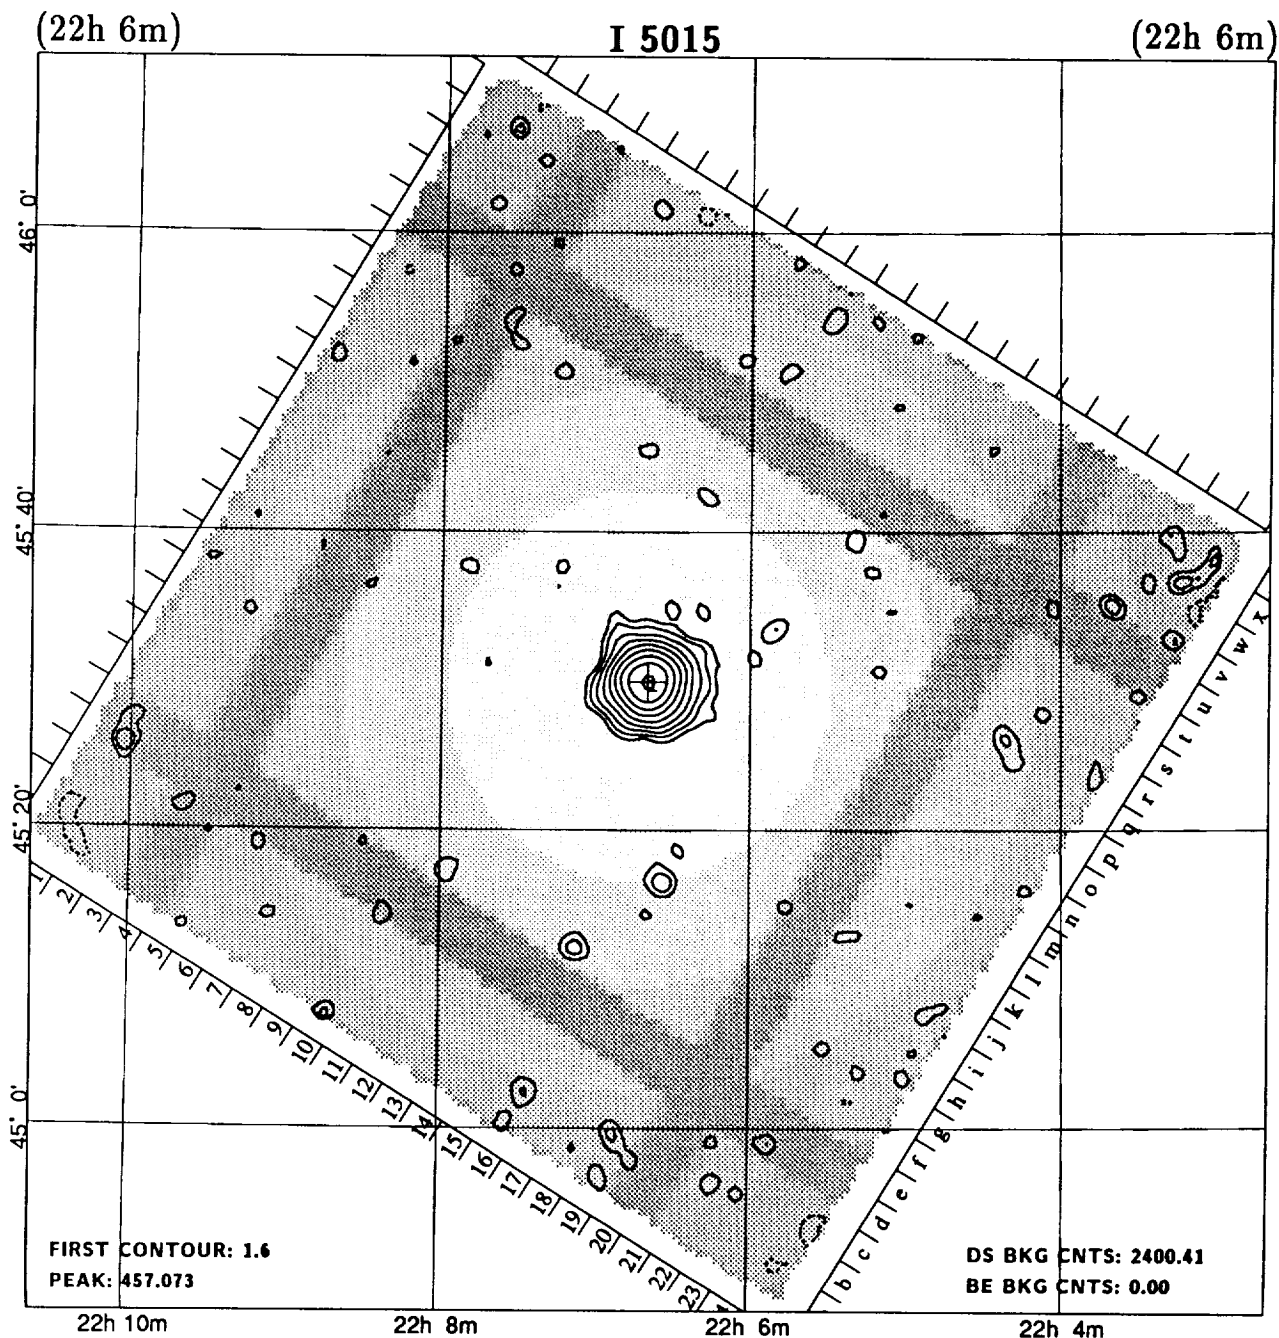 (22h 6m) I 5015 (22h 6m)
46° 0'
45° 40'
45° 20'
45° 0'
x
w
v
u
t
s
r
q
p
o
n
m
l
k
j
i
h
g
f
e
d
c
b
1 2 3 4 5 6 7 8 9 10 11 12 13 14 15 16 17 18 19 20 21 22 23
FIRST CONTOUR: 1.6
PEAK: 457.073
DS BKG CNTS: 2400.41
BE BKG CNTS: 0.00
22h 10m 22h 8m 22h 6m 22h 4m